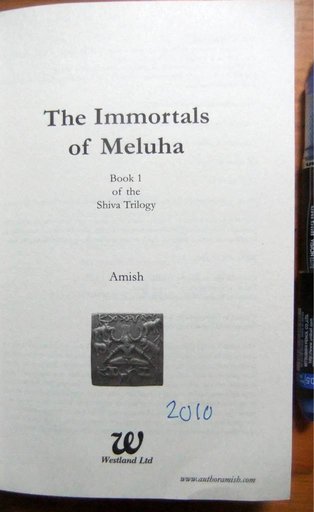 The Immortals
of Meluha
Book 1
of the
Shiva Trilogy
Amish
2010
W
Westland Ltd
www.authoramish.com